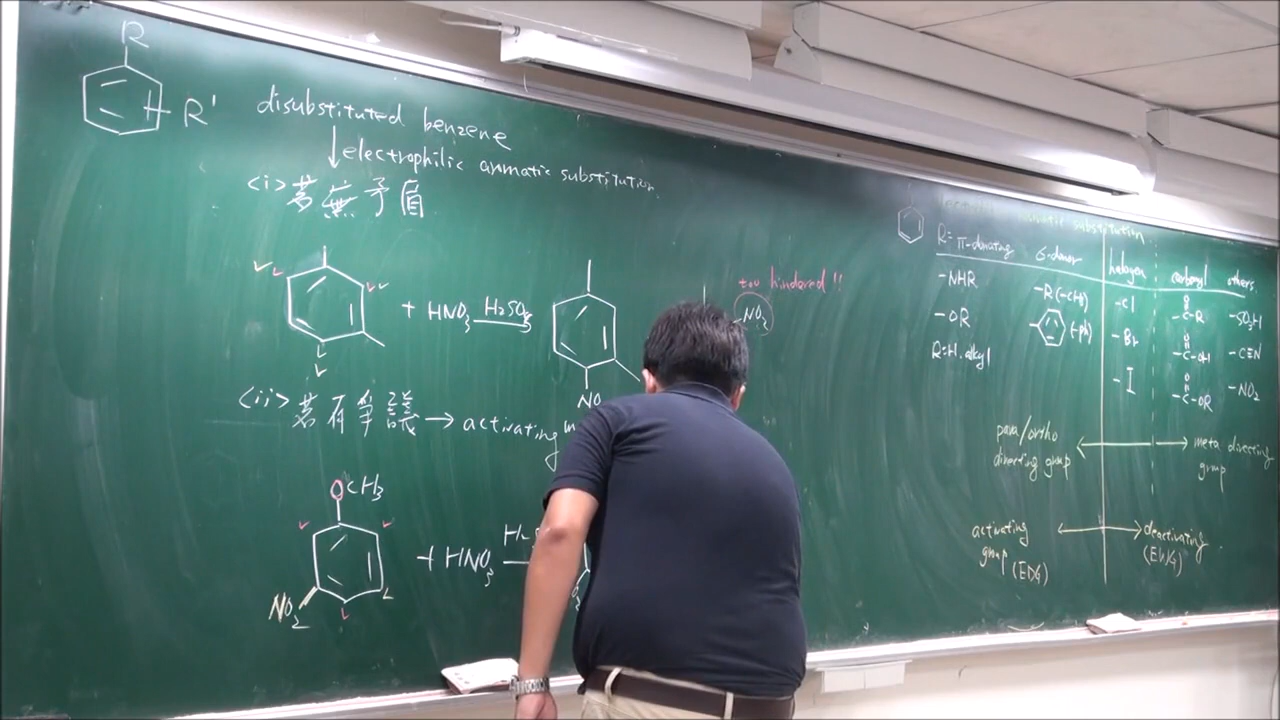 R
R'
disubstituted benzene
electrophilic aromatic substitution
<i> 若無矛盾
+ HNO3 H2SO4
NO
too hindered !!
NO2
<ii> 若有爭議 → activating
OCH3
NO2
+ HNO3 H2S
aromatic substitution
R= π-donating σ-donor halogen carbonyl others
-NHR -R (-CH3) -Cl O -C-R -SO3H
-OR (-ph) -Br O -C-OH -C≡N
R=H. alkyl -I O -C-OR -NO2
para/ortho directing group
meta directing group
activating group (EDG)
deactivating (EWG)